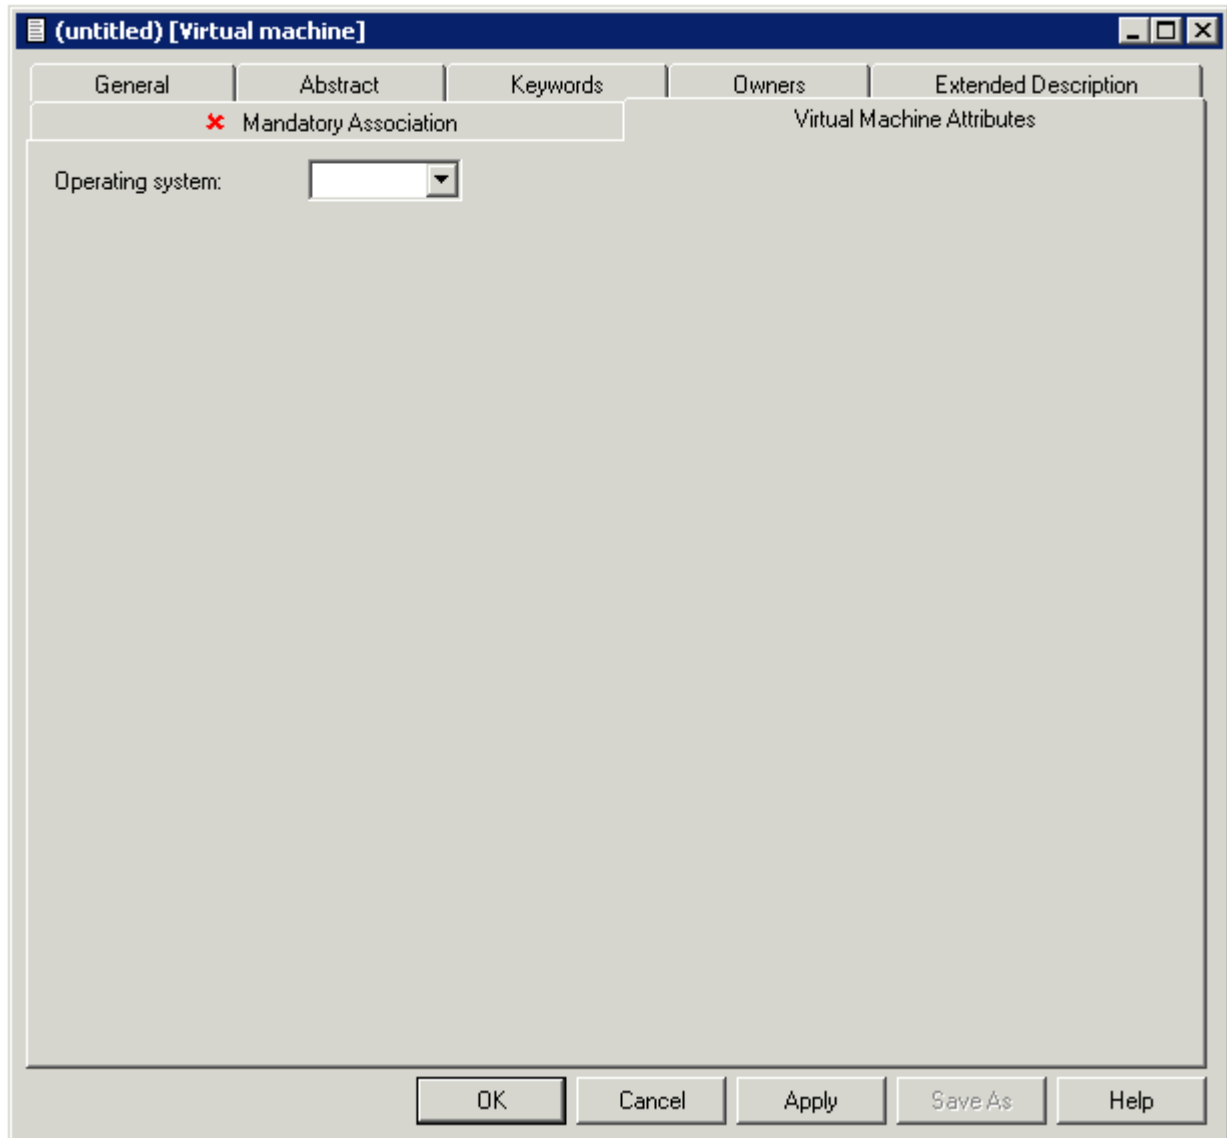 (untitled) [Virtual machine]
General Abstract Keywords Owners Extended Description
Mandatory Association Virtual Machine Attributes
Operating system:
OK Cancel Apply Save As Help